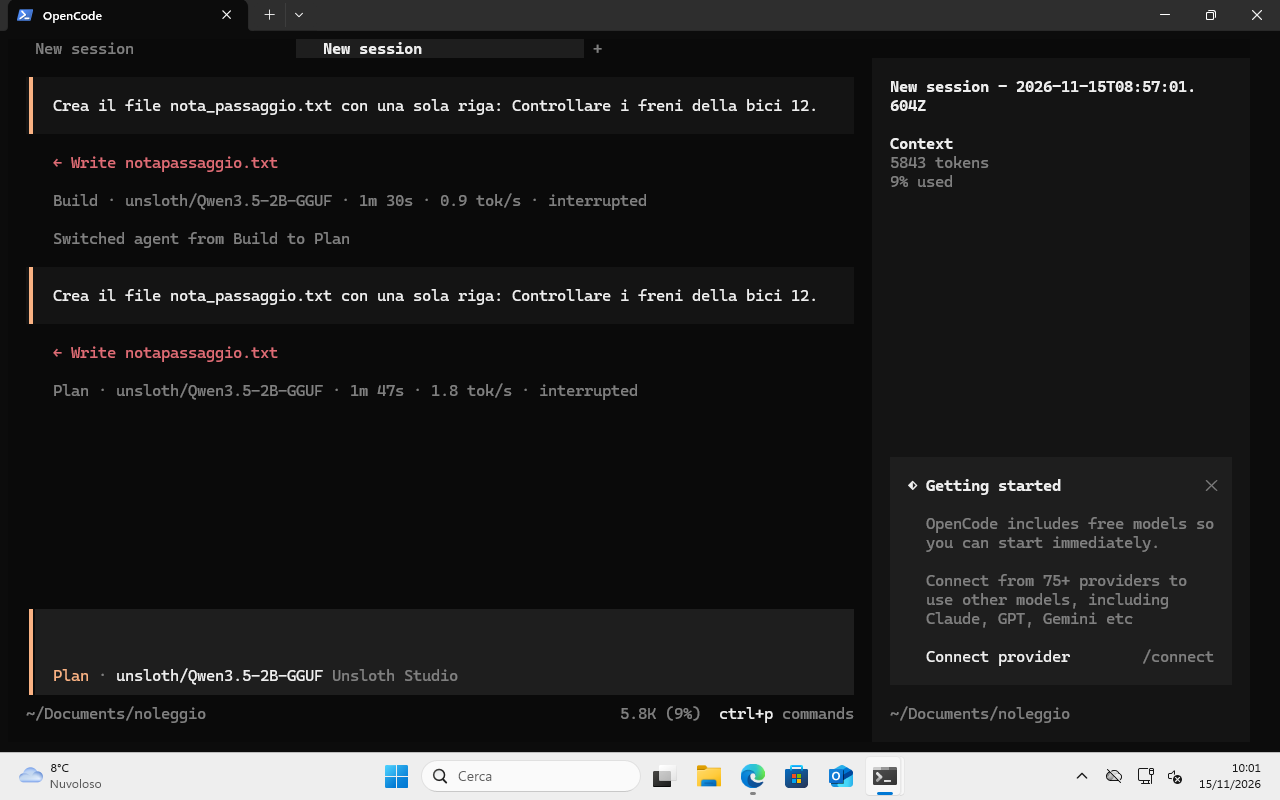 OpenCode
New session
New session
+
Crea il file nota_passaggio.txt con una sola riga: Controllare i freni della bici 12.
← Write notapassaggio.txt
Build · unsloth/Qwen3.5-2B-GGUF · 1m 30s · 0.9 tok/s · interrupted
Switched agent from Build to Plan
Crea il file nota_passaggio.txt con una sola riga: Controllare i freni della bici 12.
← Write notapassaggio.txt
Plan · unsloth/Qwen3.5-2B-GGUF · 1m 47s · 1.8 tok/s · interrupted
Plan · unsloth/Qwen3.5-2B-GGUF Unsloth Studio
~/Documents/noleggio
5.8K (9%) ctrl+p commands
New session - 2026-11-15T08:57:01.
604Z
Context
5843 tokens
9% used
Getting started
OpenCode includes free models so
you can start immediately.
Connect from 75+ providers to
use other models, including
Claude, GPT, Gemini etc
Connect provider /connect
~/Documents/noleggio
8°C
Nuvoloso
Cerca
10:01
15/11/2026